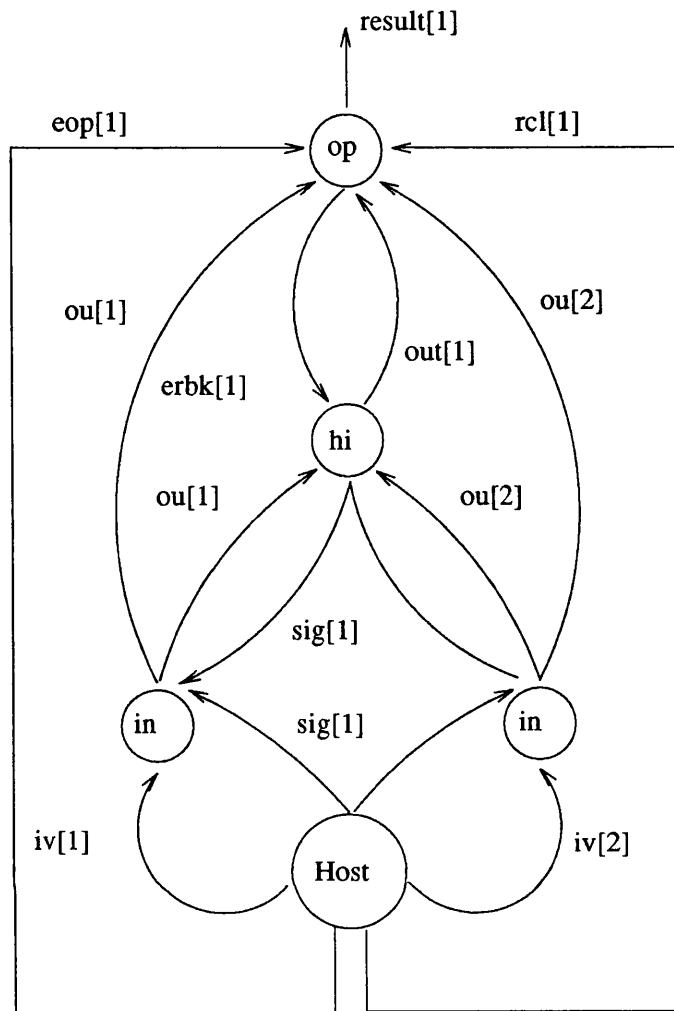 result[1]
eop[1]
rcl[1]
op
ou[1]
ou[2]
out[1]
erbk[1]
hi
ou[1]
ou[2]
sig[1]
in
sig[1]
in
iv[1]
iv[2]
Host